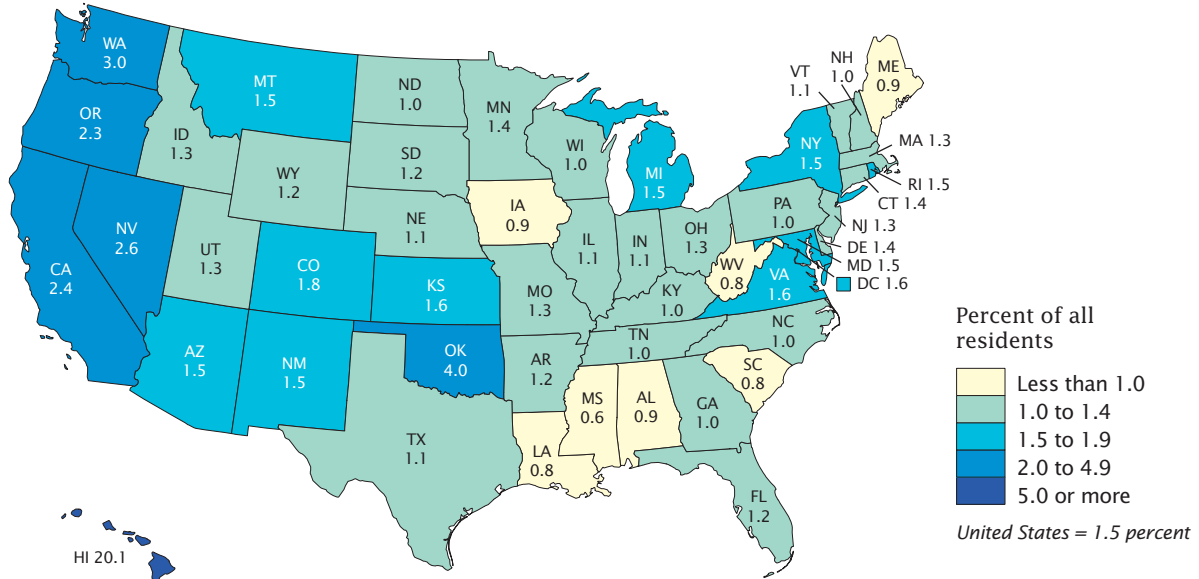 WA
3.0
OR
2.3
CA
2.4
NV
2.6
ID
1.3
MT
1.5
WY
1.2
UT
1.3
CO
1.8
AZ
1.5
NM
1.5
ND
1.0
SD
1.2
NE
1.1
KS
1.6
OK
4.0
TX
1.1
MN
1.4
IA
0.9
MO
1.3
AR
1.2
LA
0.8
WI
1.0
IL
1.1
MI
1.5
IN
1.1
OH
1.3
KY
1.0
TN
1.0
MS
0.6
AL
0.9
GA
1.0
FL
1.2
SC
0.8
NC
1.0
VA
1.6
WV
0.8
PA
1.0
NY
1.5
VT
1.1
NH
1.0
ME
0.9
MA 1.3
RI 1.5
CT 1.4
NJ 1.3
DE 1.4
MD 1.5
DC 1.6
HI 20.1
Percent of all
residents
Less than 1.0
1.0 to 1.4
1.5 to 1.9
2.0 to 4.9
5.0 or more
United States = 1.5 percent